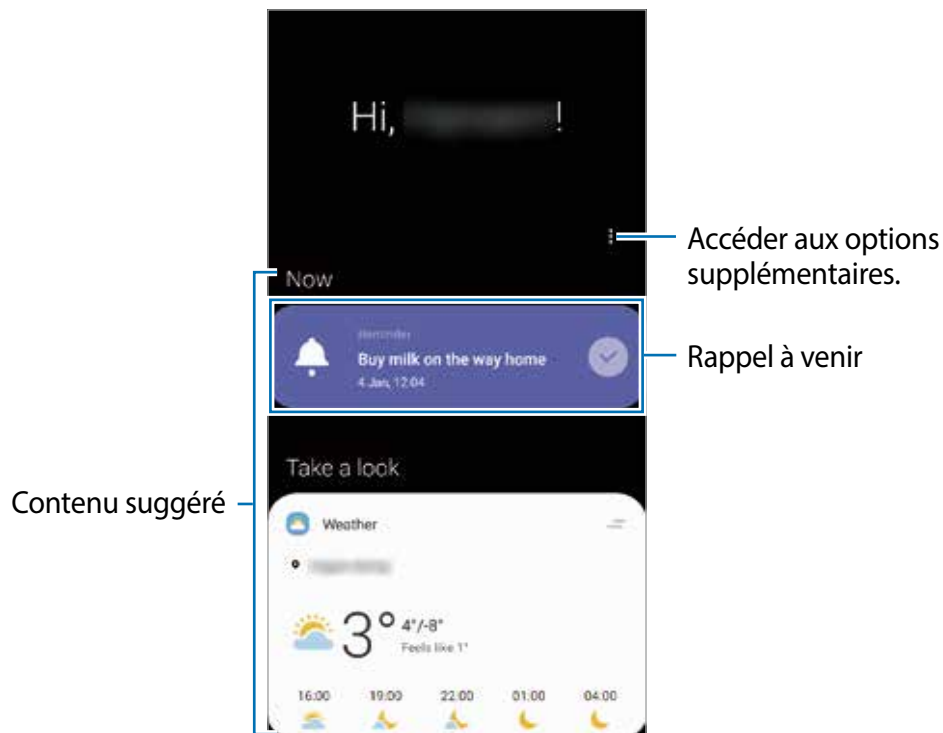 Hi, !
Accéder aux options
supplémentaires.
Now
Reminder
Buy milk on the way home
4 Jan, 12:04
Rappel à venir
Take a look
Contenu suggéré
Weather
3° 4°/-8°
Feels like 1°
16:00 19:00 22:00 01:00 04:00